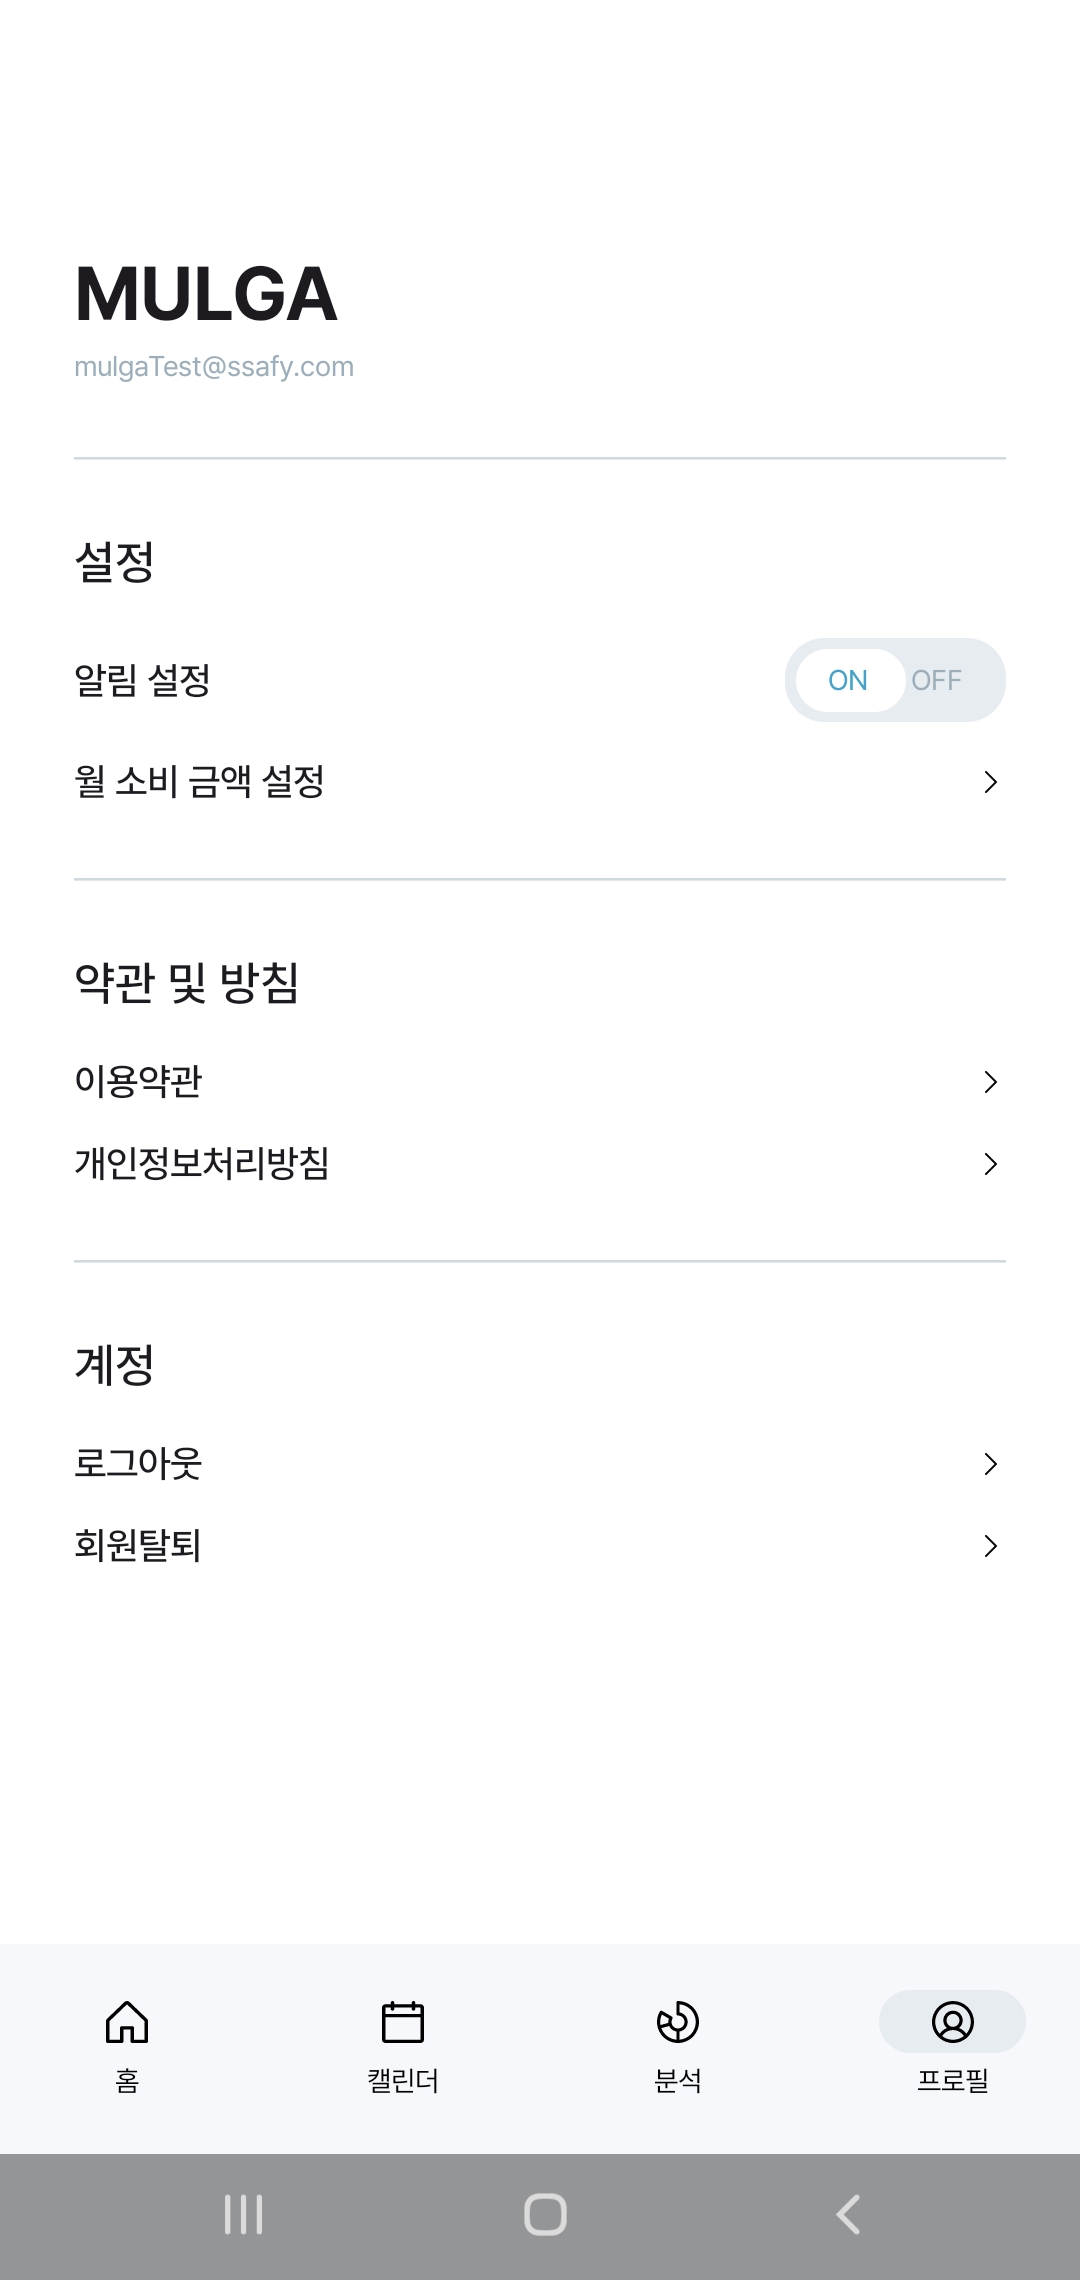 MULGA
mulgaTest@ssafy.com
설정
알림 설정
ON OFF
월 소비 금액 설정
약관 및 방침
이용약관
개인정보처리방침
계정
로그아웃
회원탈퇴
홈 캘린더 분석 프로필